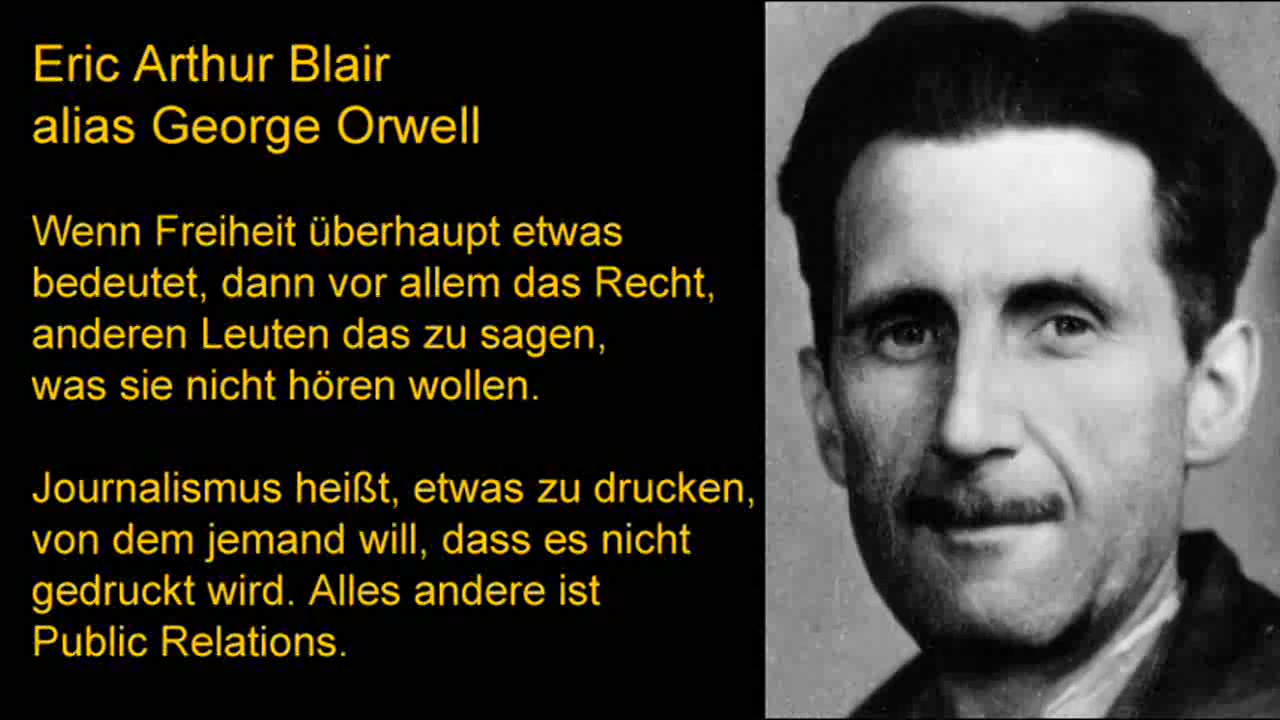 Eric Arthur Blair
alias George Orwell
Wenn Freiheit überhaupt etwas
bedeutet, dann vor allem das Recht,
anderen Leuten das zu sagen,
was sie nicht hören wollen.
Journalismus heißt, etwas zu drucken,
von dem jemand will, dass es nicht
gedruckt wird. Alles andere ist
Public Relations.